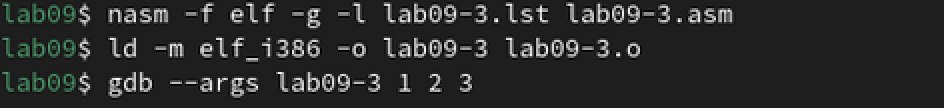 lab09$ nasm -f elf -g -l lab09-3.lst lab09-3.asm
lab09$ ld -m elf_i386 -o lab09-3 lab09-3.o
lab09$ gdb --args lab09-3 1 2 3